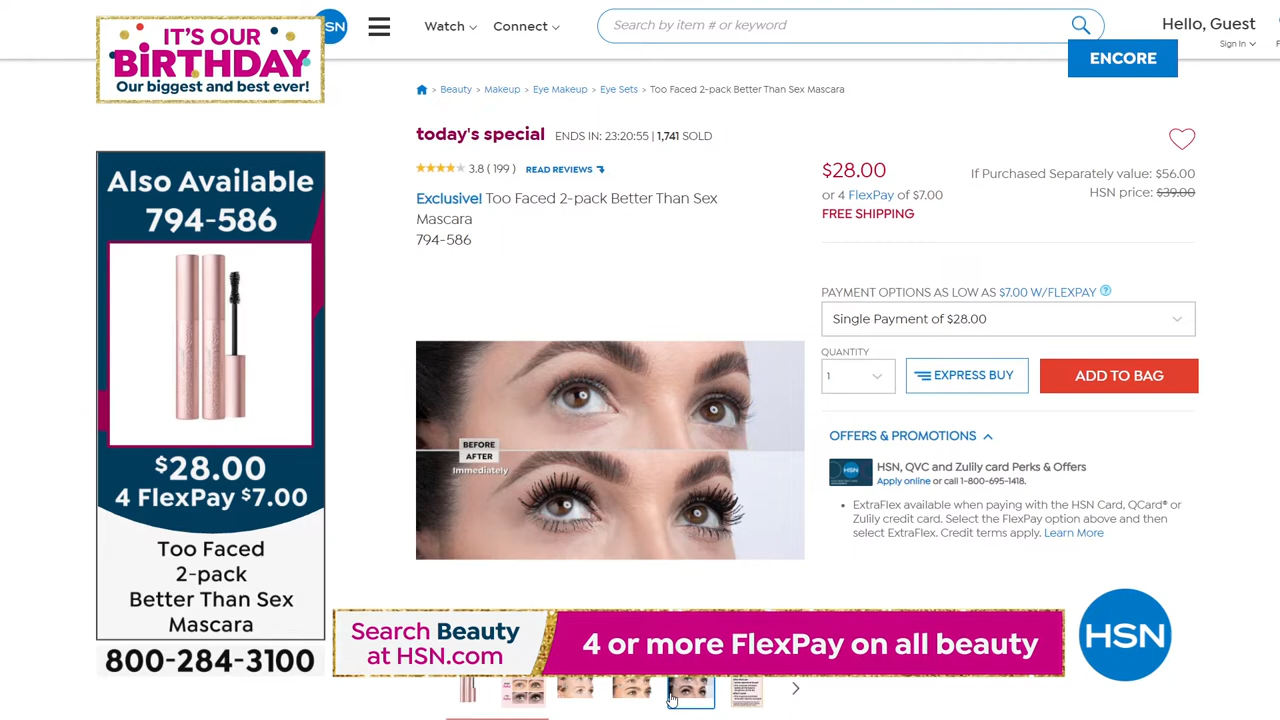 IT'S OUR
BiRTHDAY
Our biggest and best ever!
SN
Watch
Connect
Search by item # or keyword
Hello, Guest
Sign In
ENCORE
Beauty > Makeup > Eye Makeup > Eye Sets > Too Faced 2-pack Better Than Sex Mascara
today's special ENDS IN: 23:20:55 | 1,741 SOLD
3.8 ( 199 ) READ REVIEWS
Exclusive! Too Faced 2-pack Better Than Sex
Mascara
794-586
$28.00
or 4 FlexPay of $7.00
FREE SHIPPING
If Purchased Separately value: $56.00
HSN price: $39.00
PAYMENT OPTIONS AS LOW AS $7.00 W/FLEXPAY ?
Single Payment of $28.00
QUANTITY
1
EXPRESS BUY
ADD TO BAG
OFFERS & PROMOTIONS
HSN
HSN, QVC and Zulily card Perks & Offers
Apply online or call 1-800-695-1418.
• ExtraFlex available when paying with the HSN Card, QCard® or
Zulily credit card. Select the FlexPay option above and then
select ExtraFlex. Credit terms apply. Learn More
BEFORE
AFTER
Immediately
Also Available
794-586
$28.00
4 FlexPay $7.00
Too Faced
2-pack
Better Than Sex
Mascara
800-284-3100
Search Beauty
at HSN.com
4 or more FlexPay on all beauty
HSN